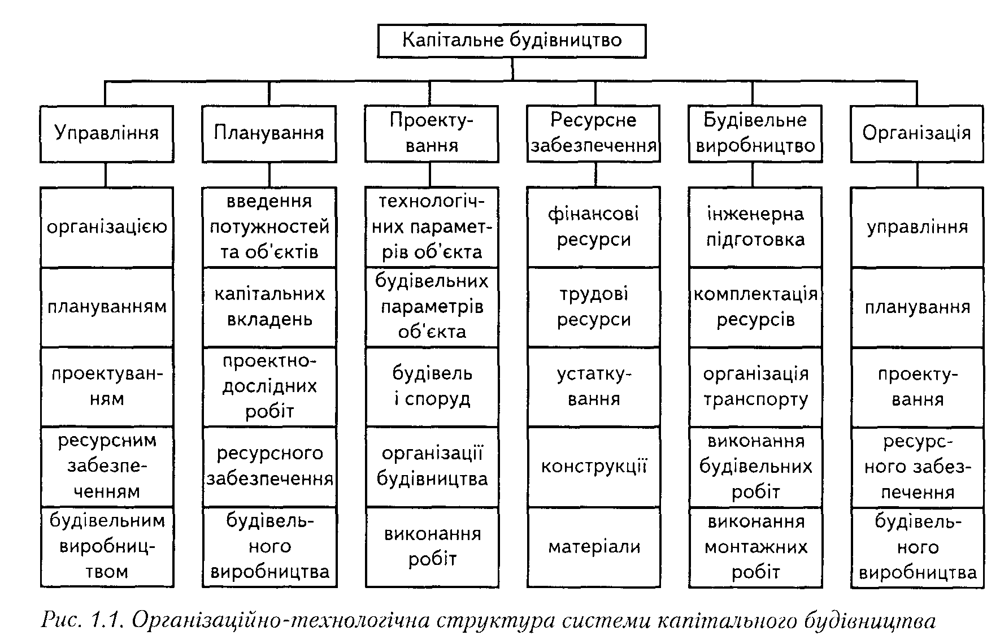 Капітальне будівництво
Управління
Планування
Проекту-
вання
Ресурсне
забезпечення
Будівельне
виробництво
Організація
організацією
плануванням
проектуван-
ням
ресурсним
забезпе-
ченням
будівельним
виробниц-
твом
введення
потужностей
та об'єктів
капітальних
вкладень
проектно-
дослідних
робіт
ресурсного
забезпечення
будівель-
ного
виробництва
технологіч-
них парамет-
рів об'єкта
будівельних
параметрів
об'єкта
будівель
і споруд
організації
будівництва
виконання
робіт
фінансові
ресурси
трудові
ресурси
устатку-
вання
конструкції
матеріали
інженерна
підготовка
комплектація
ресурсів
організація
транспорту
виконання
будівельних
робіт
виконання
монтажних
робіт
управління
планування
проекту-
вання
ресурс-
ного забез-
печення
будівель-
ного
виробництва
Рис. 1.1. Організаційно-технологічна структура системи капітального будівництва